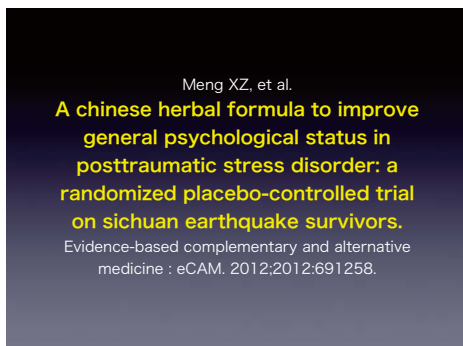 Meng XZ, et al.
A chinese herbal formula to improve
general psychological status in
posttraumatic stress disorder: a
randomized placebo-controlled trial
on sichuan earthquake survivors.
Evidence-based complementary and alternative
medicine : eCAM. 2012;2012:691258.